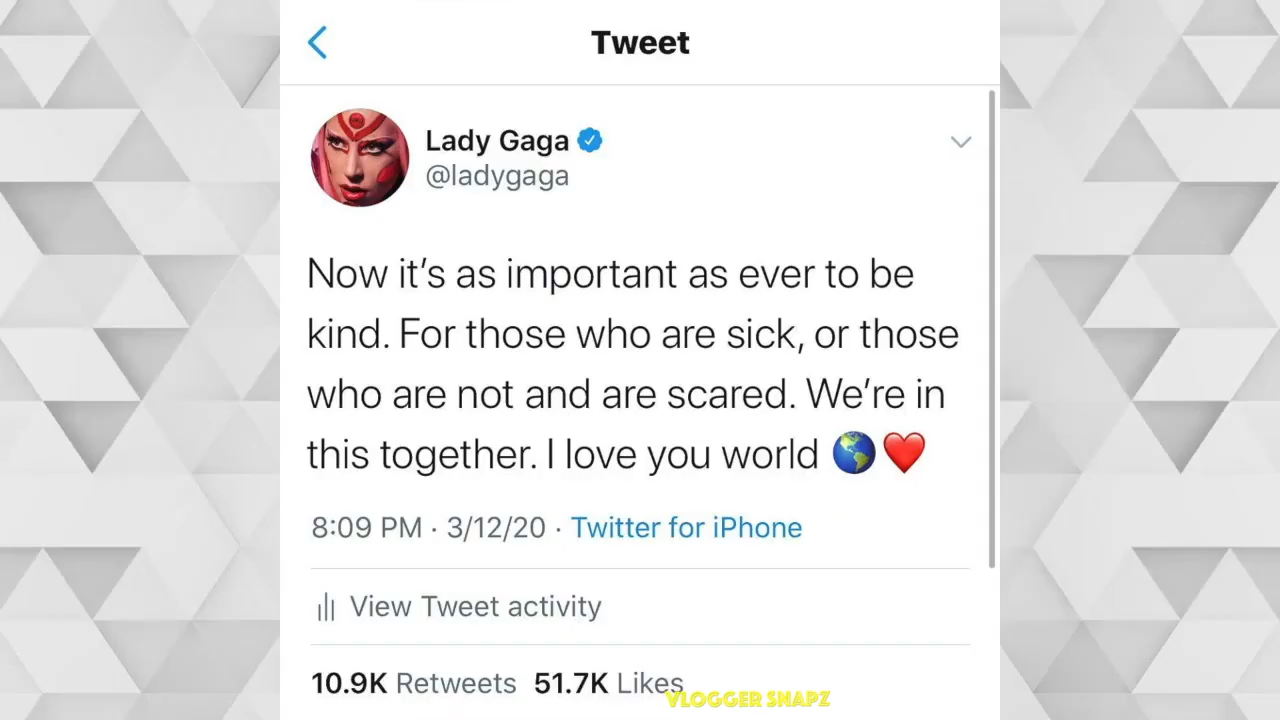 Tweet
Lady Gaga
@ladygaga
Now it’s as important as ever to be
kind. For those who are sick, or those
who are not and are scared. We’re in
this together. I love you world 🌎❤️
8:09 PM · 3/12/20 · Twitter for iPhone
View Tweet activity
10.9K Retweets 51.7K Likes
VLOGGER SNAPZ